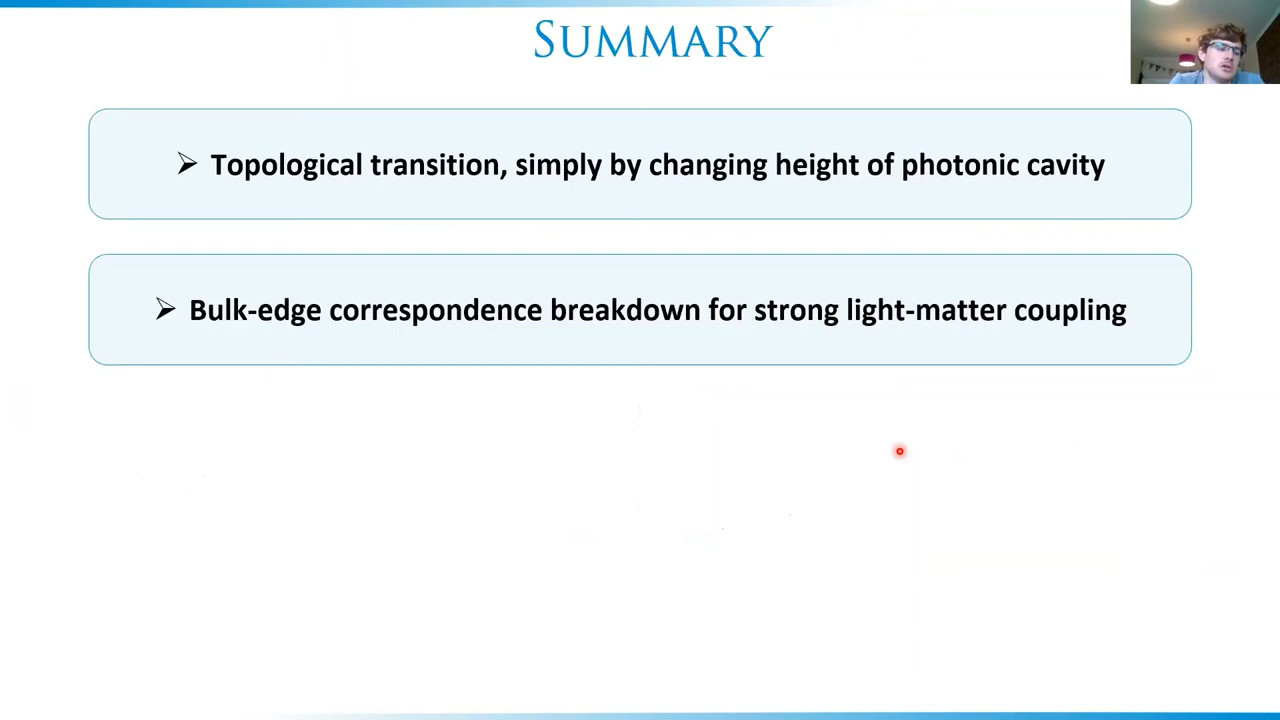 SUMMARY
➢ Topological transition, simply by changing height of photonic cavity
➢ Bulk-edge correspondence breakdown for strong light-matter coupling